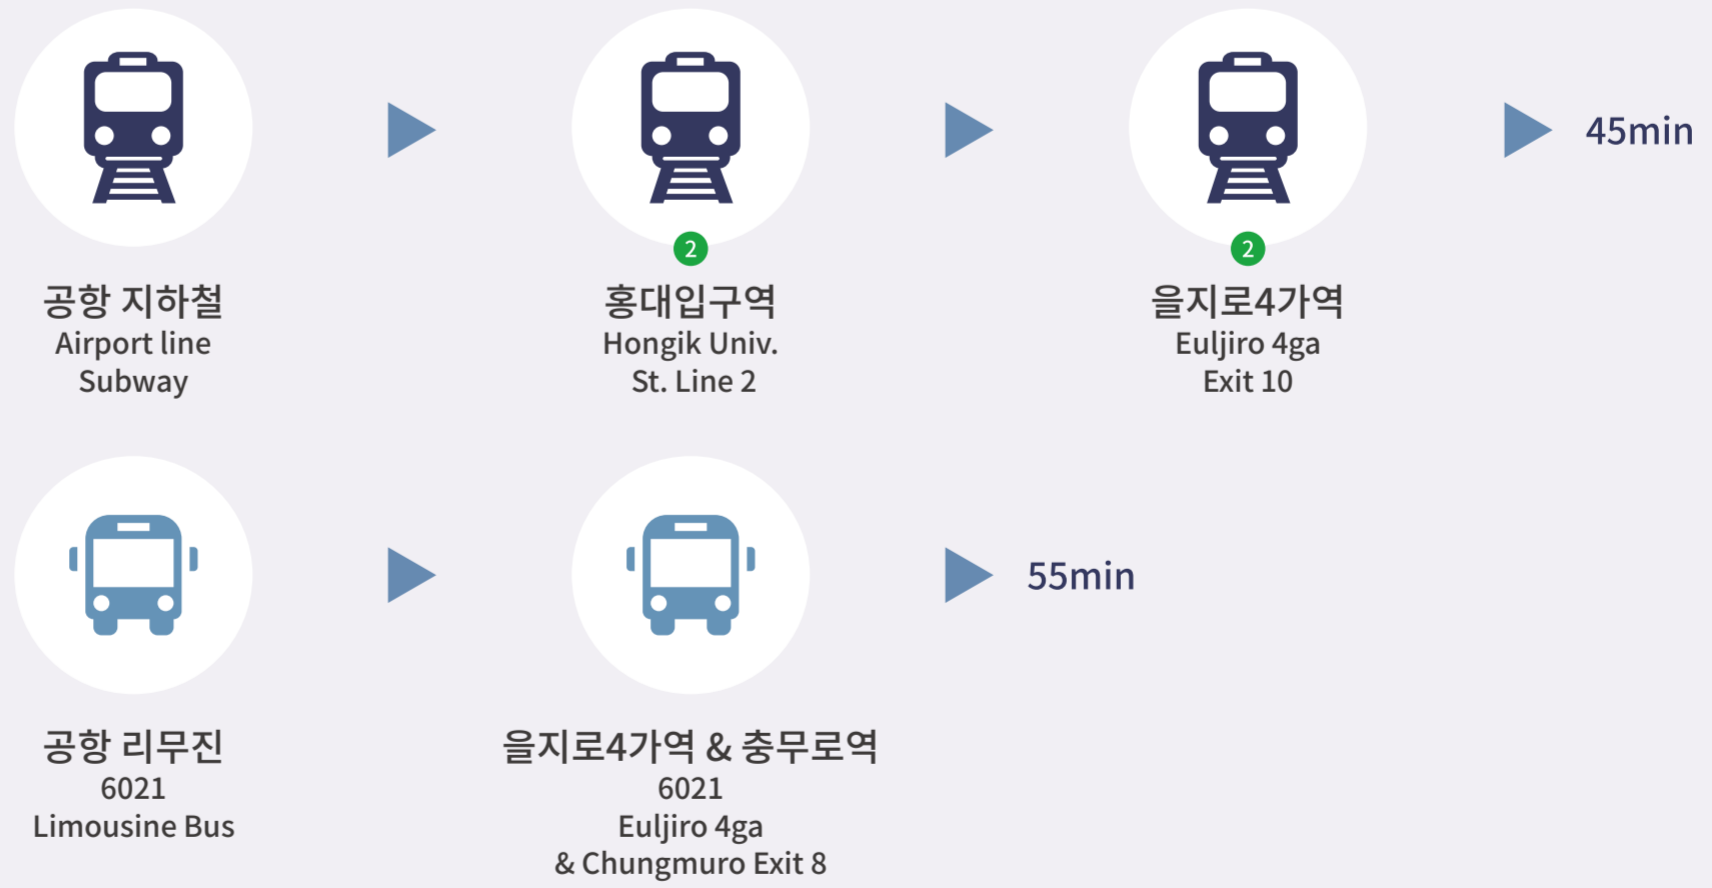 45min
2
2
공항 지하철
Airport line
Subway
홍대입구역
Hongik Univ.
St. Line 2
을지로4가역
Euljiro 4ga
Exit 10
55min
공항 리무진
6021
Limousine Bus
을지로4가역 & 충무로역
6021
Euljiro 4ga
& Chungmuro Exit 8